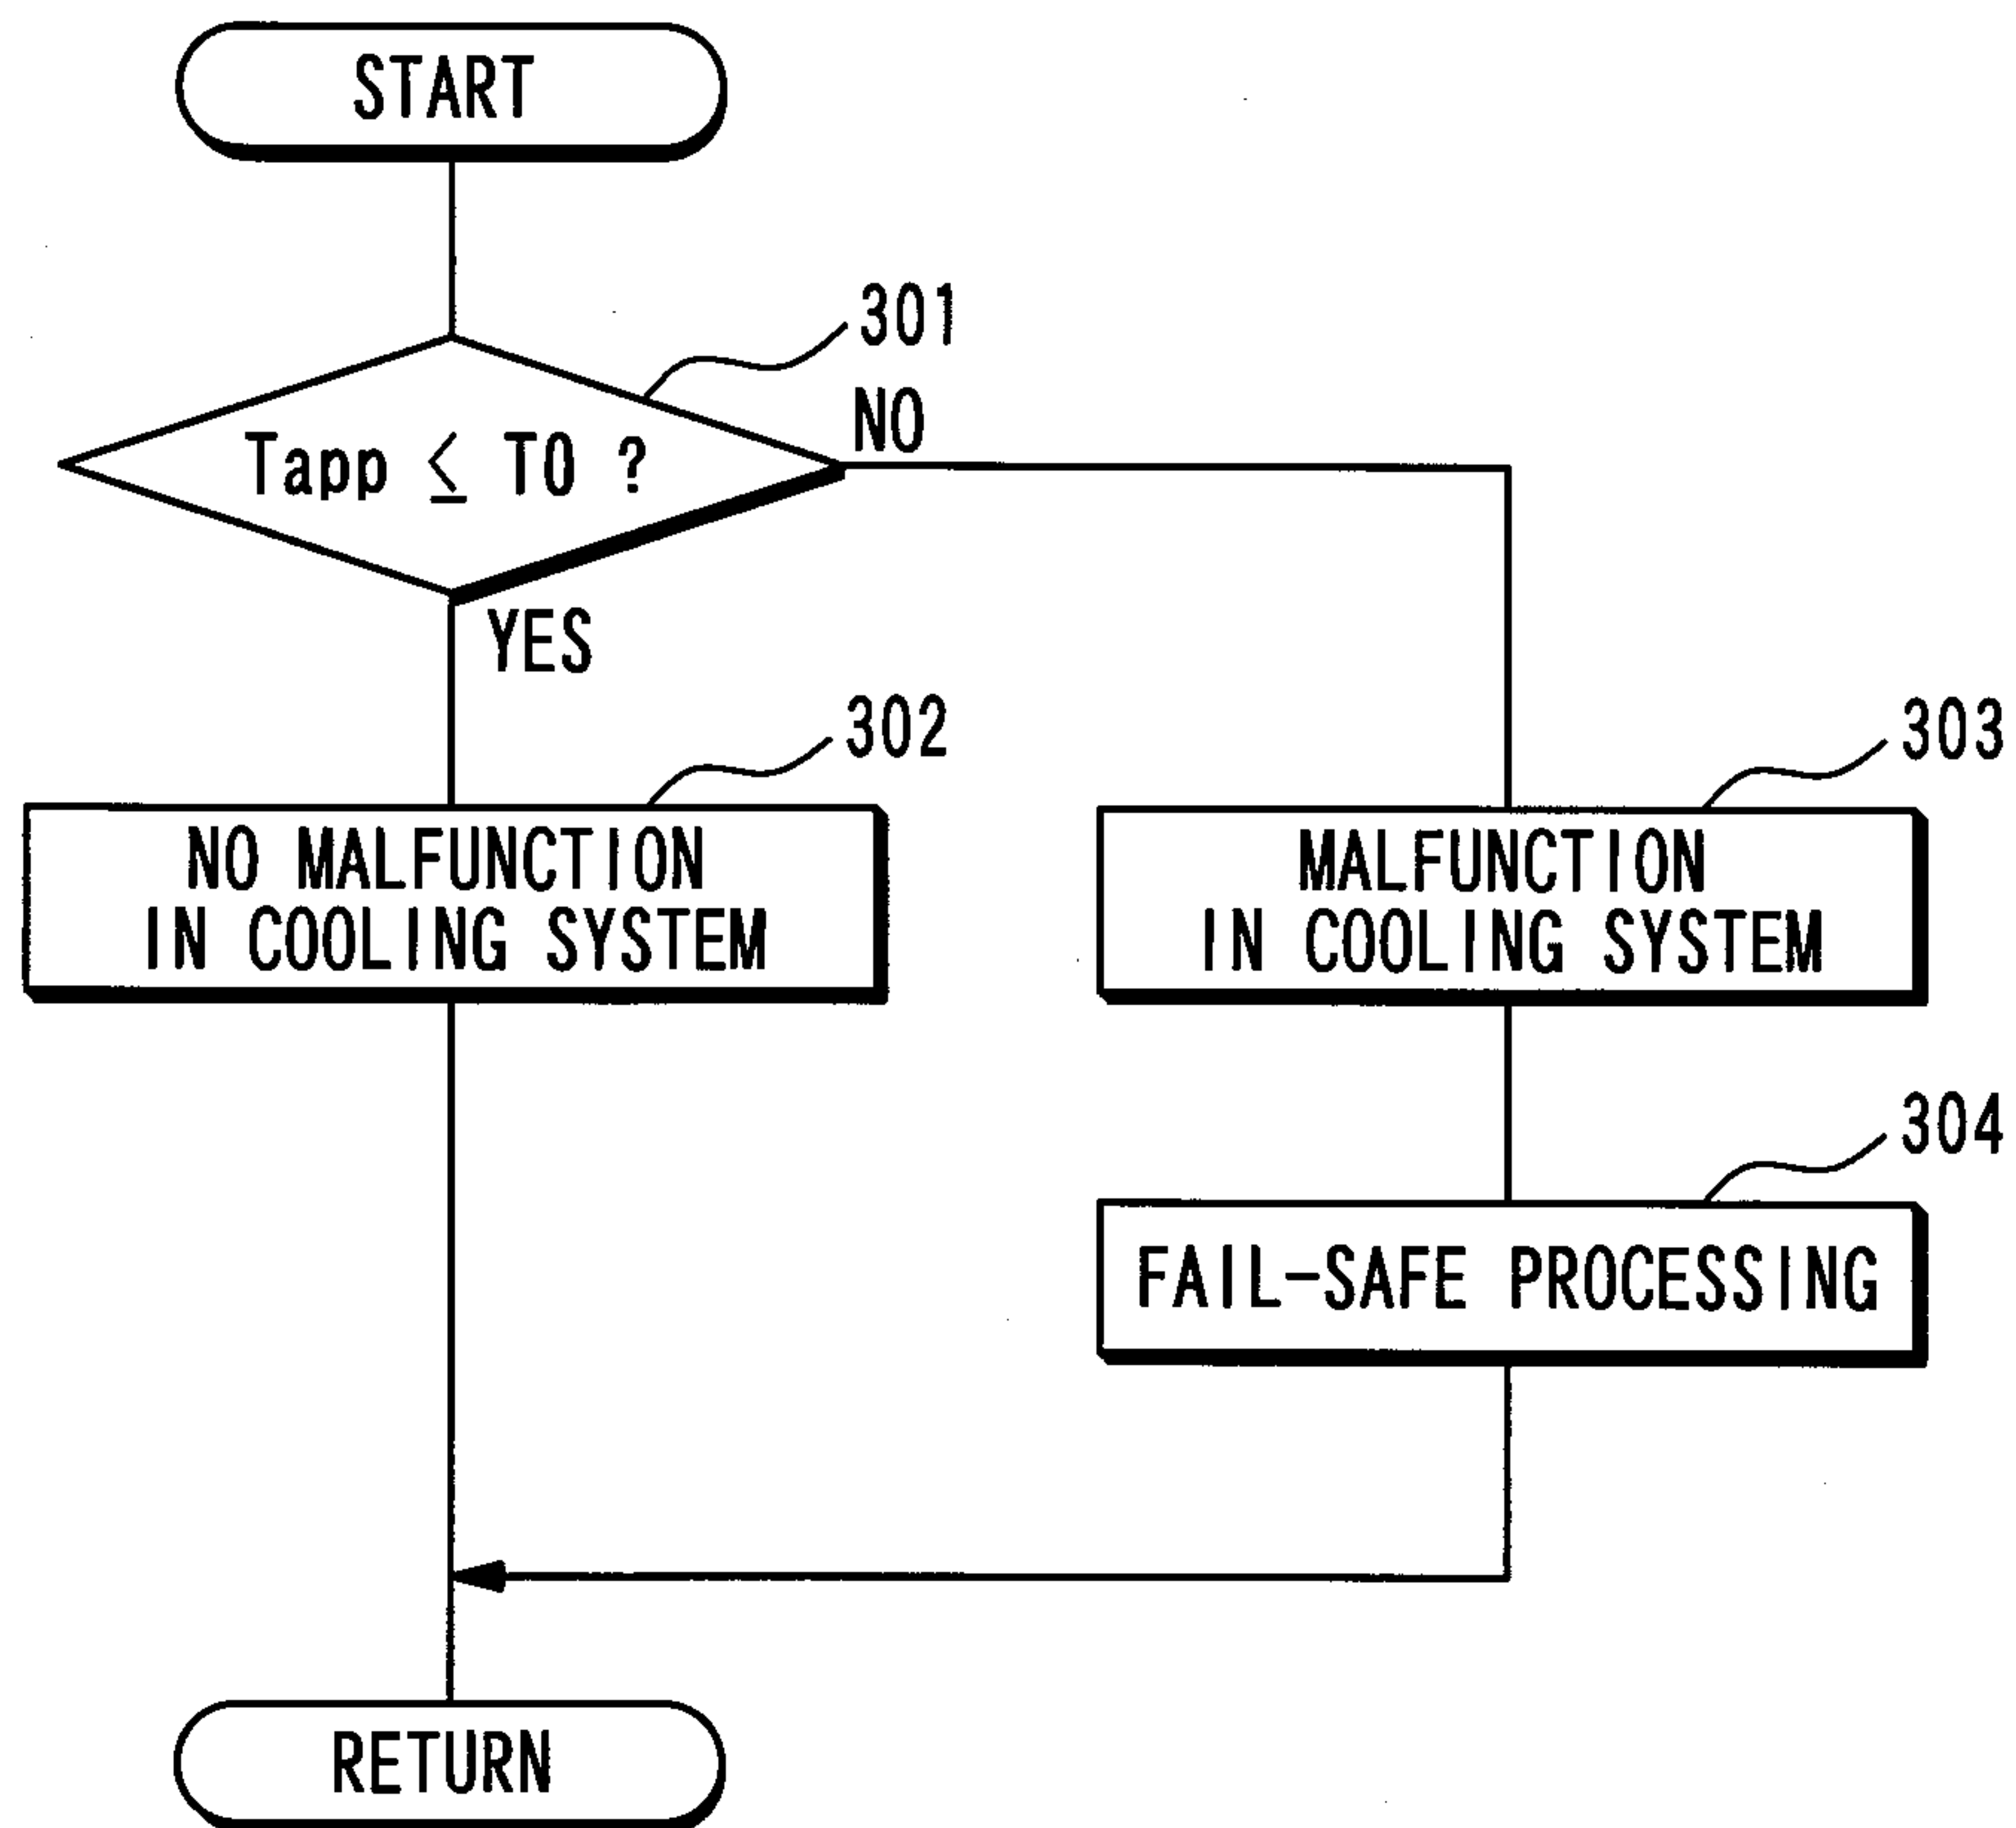 START
301
NO
Tapp ≤ T0 ?
YES
302
303
NO MALFUNCTION
IN COOLING SYSTEM
MALFUNCTION
IN COOLING SYSTEM
304
FAIL-SAFE PROCESSING
RETURN